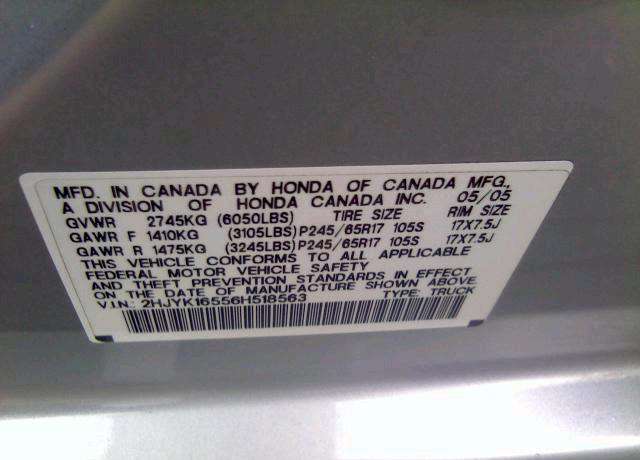 MFD. IN CANADA BY HONDA OF CANADA MFG.,
A DIVISION OF HONDA CANADA INC. 05/05
GVWR 2745KG (6050LBS) TIRE SIZE RIM SIZE
GAWR F 1410KG (3105LBS) P245/65R17 105S 17X7.5J
GAWR R 1475KG (3245LBS) P245/65R17 105S 17X7.5J
THIS VEHICLE CONFORMS TO ALL APPLICABLE
FEDERAL MOTOR VEHICLE SAFETY
AND THEFT PREVENTION STANDARDS IN EFFECT
ON THE DATE OF MANUFACTURE SHOWN ABOVE
V.I.N.: 2HJYK16556H518563 TYPE: TRUCK